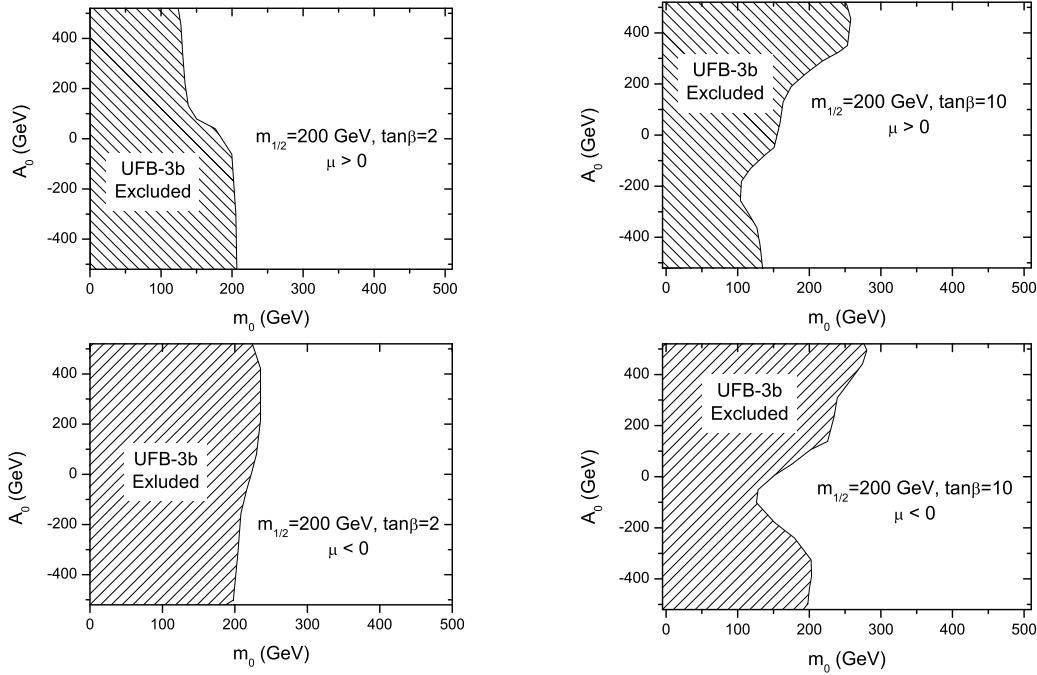 400
200
0
-200
-400
A0 (GeV)
UFB-3b
Excluded
m1/2=200 GeV, tanβ=2
μ > 0
0 100 200 300 400 500
m0 (GeV)
400
200
0
-200
-400
A0 (GeV)
UFB-3b
Excluded
m1/2=200 GeV, tanβ=10
μ > 0
0 100 200 300 400 500
m0 (GeV)
400
200
0
-200
-400
A0 (GeV)
UFB-3b
Exluded
m1/2=200 GeV, tanβ=2
μ < 0
0 100 200 300 400 500
m0 (GeV)
400
200
0
-200
-400
A0 (GeV)
UFB-3b
Excluded
m1/2=200 GeV, tanβ=10
μ < 0
0 100 200 300 400 500
m0 (GeV)